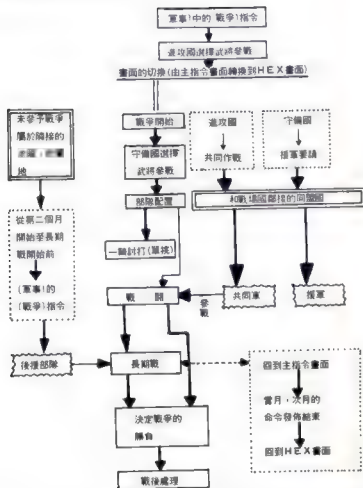 軍事﹞中的﹝戰爭﹞指令
進攻國選擇武將參戰
畫面的切換(由主指令畫面轉換到HEX畫面)
未參予戰爭
屬於隣接的
地
戰爭開始
守備國選擇
武將參戰
部隊配置
一騎討打(單挑)
進攻國
共同作戰
守備國
援軍要請
和戰場國鄰接的同盟國
從第二個月
開始至長期
戰開始前
﹝軍事﹞的
﹝戰爭﹞指令
戰鬪
參戰
共同軍
援軍
後援部隊
長期戰
回到主指令畫面
當月，次月的
命令發佈結束
回到HEX畫面
決定戰爭的
勝負
戰後處理